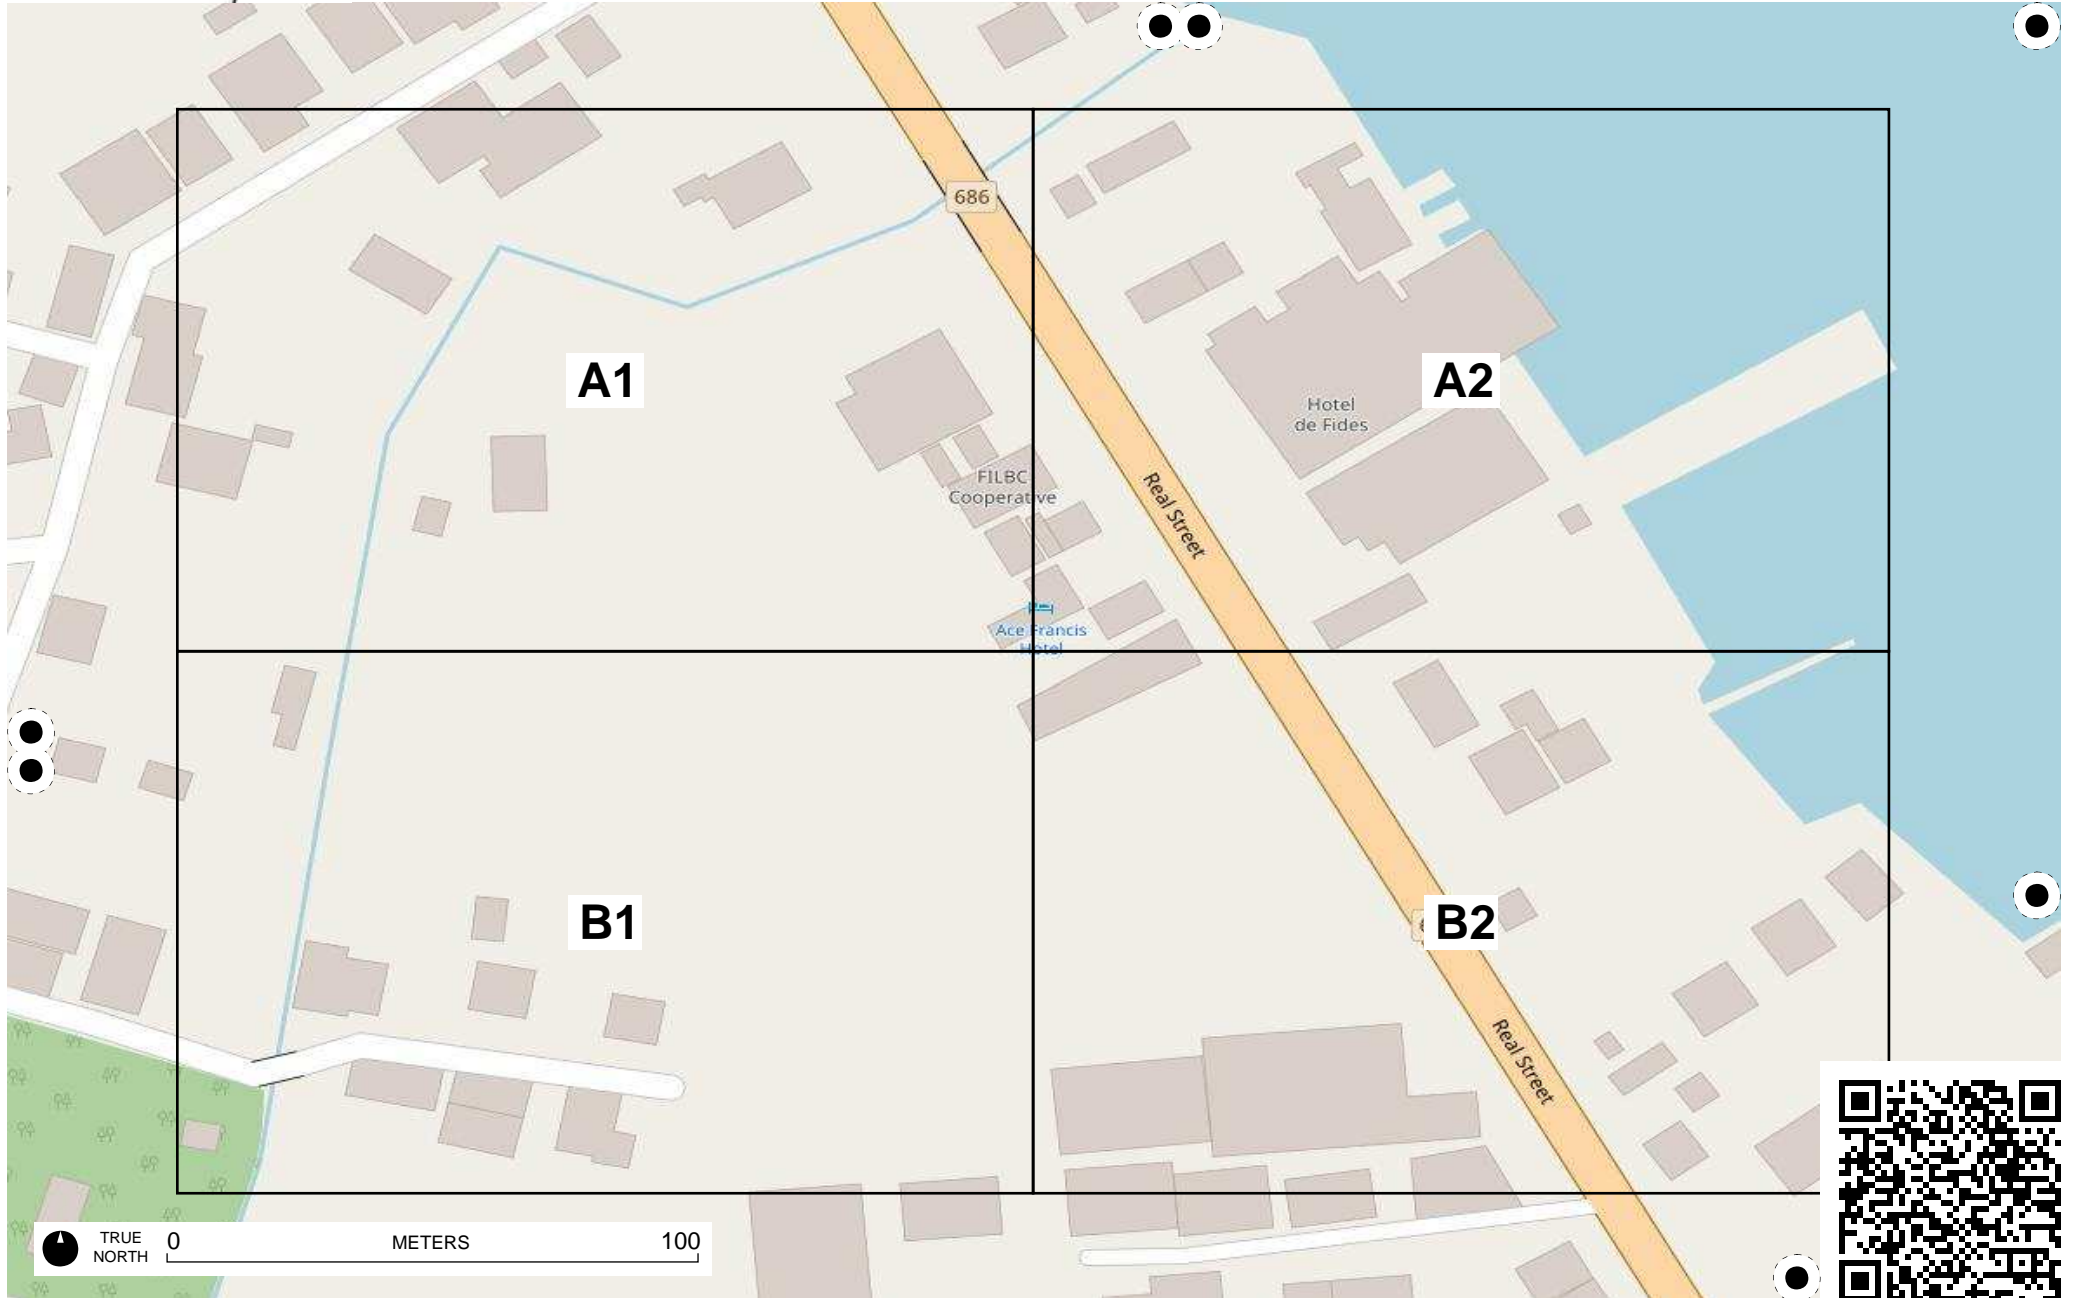 686
A1
A2
Hotel
de Fides
FILBC
Cooperative
Real Street
Ace Francis
Hotel
B1
B2
Real Street
TRUE
NORTH
0
METERS
100